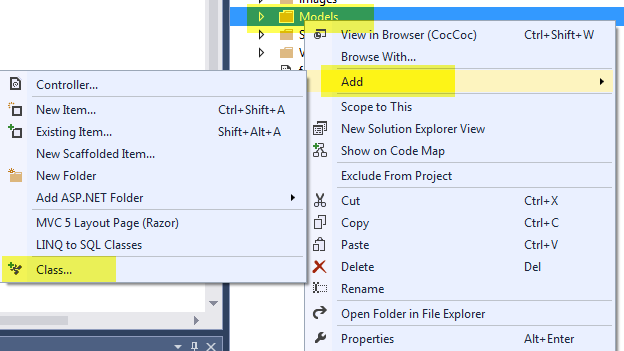 Images
Models
View in Browser (CocCoc) Ctrl+Shift+W
Browse With...
Add
Scope to This
New Solution Explorer View
Show on Code Map
Exclude From Project
Cut Ctrl+X
Copy Ctrl+C
Paste Ctrl+V
Delete Del
Rename
Open Folder in File Explorer
Properties Alt+Enter
Controller...
New Item... Ctrl+Shift+A
Existing Item... Shift+Alt+A
New Scaffolded Item...
New Folder
Add ASP.NET Folder
MVC 5 Layout Page (Razor)
LINQ to SQL Classes
Class...